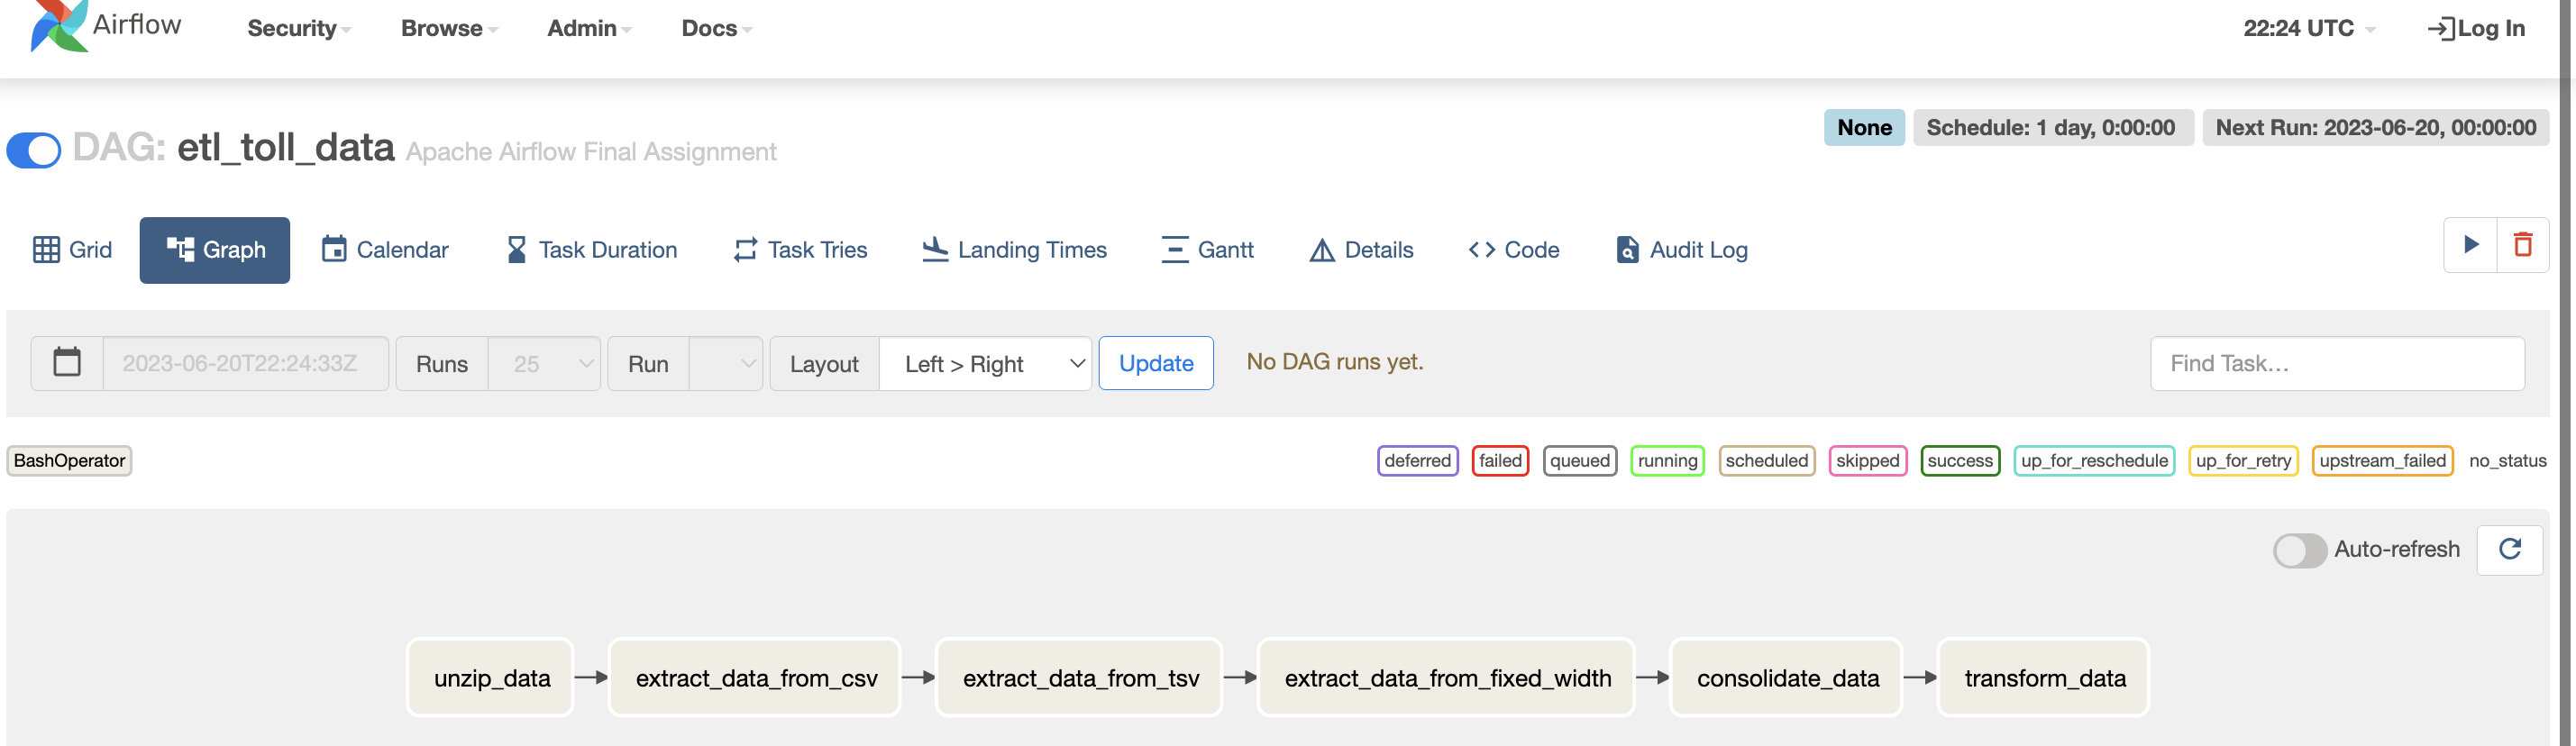 Airflow Security Browse Admin Docs 22:24 UTC Log In
None Schedule: 1 day, 0:00:00 Next Run: 2023-06-20, 00:00:00
DAG: etl_toll_data Apache Airflow Final Assignment
Grid Graph Calendar Task Duration Task Tries Landing Times Gantt Details Code Audit Log
2023-06-20T22:24:33Z Runs 25 Run Layout Left > Right Update No DAG runs yet. Find Task...
BashOperator deferred failed queued running scheduled skipped success up_for_reschedule up_for_retry upstream_failed no_status
Auto-refresh
unzip_data extract_data_from_csv extract_data_from_tsv extract_data_from_fixed_width consolidate_data transform_data